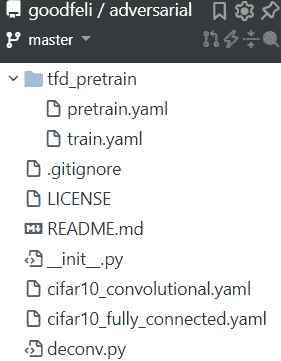 goodfeli / adversarial
master
tfd_pretrain
pretrain.yaml
train.yaml
.gitignore
LICENSE
README.md
__init__.py
cifar10_convolutional.yaml
cifar10_fully_connected.yaml
deconv.py